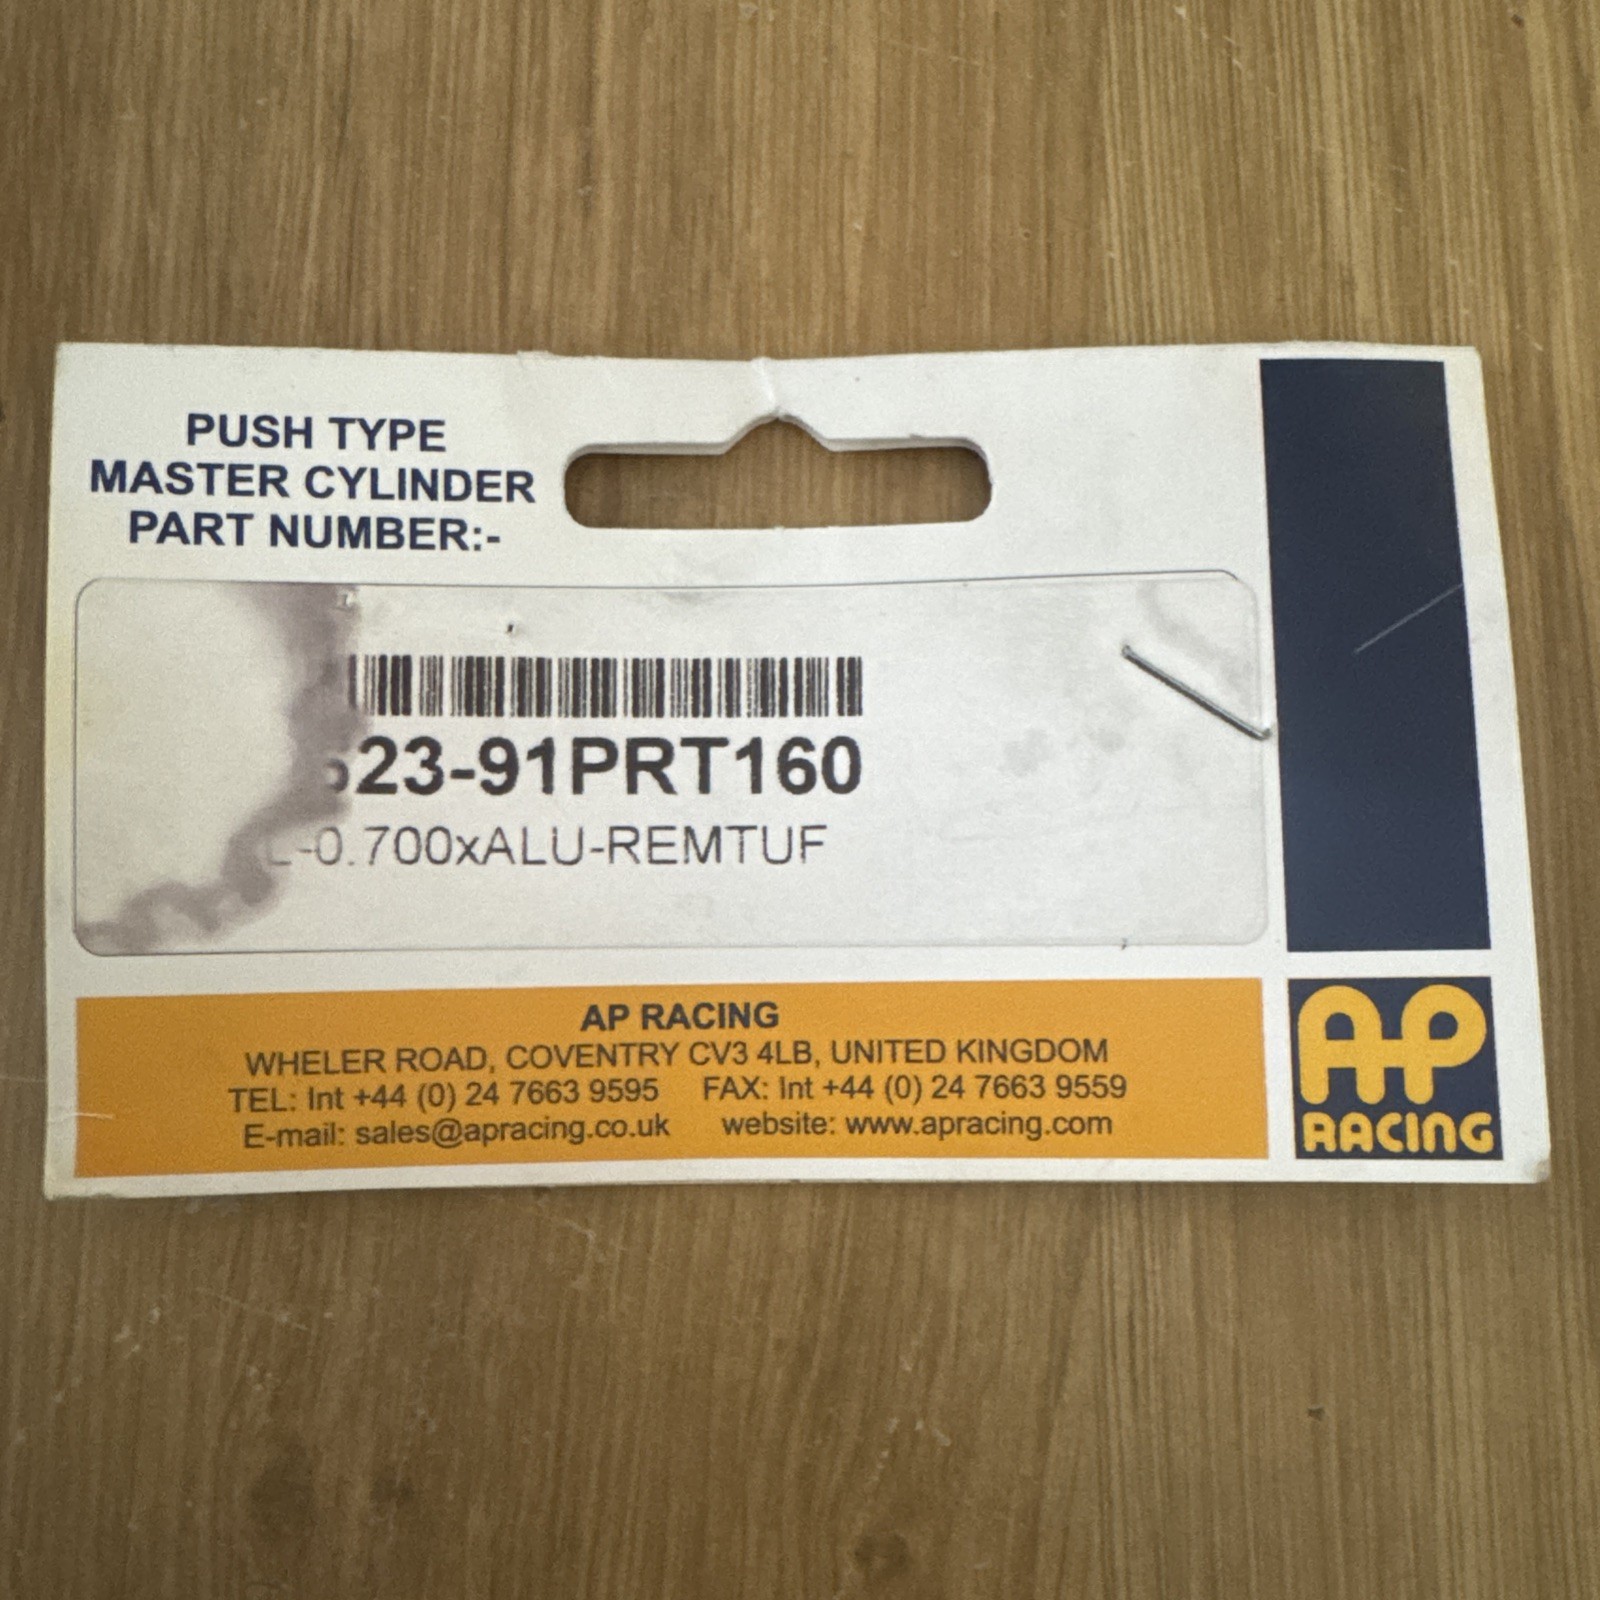 PUSH TYPE
MASTER CYLINDER
PART NUMBER:-
23-91PRT160
-0.700xALU-REMTUF
AP RACING
WHELER ROAD, COVENTRY CV3 4LB, UNITED KINGDOM
TEL: Int +44 (0) 24 7663 9595 FAX: Int +44 (0) 24 7663 9559
E-mail: sales@apracing.co.uk website: www.apracing.com
AP
RACING